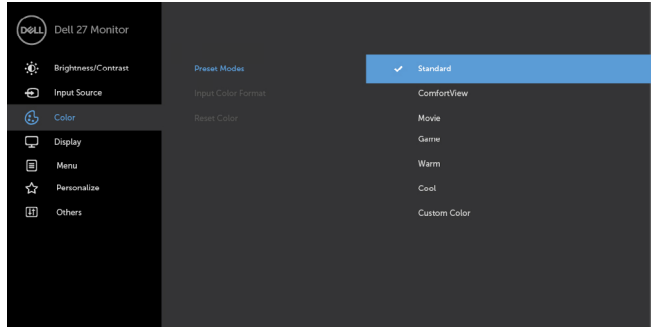 DELL Dell 27 Monitor
Brightness/Contrast
Input Source
Color
Display
Menu
Personalize
Others
Preset Modes
Input Color Format
Reset Color
Standard
ComfortView
Movie
Game
Warm
Cool
Custom Color